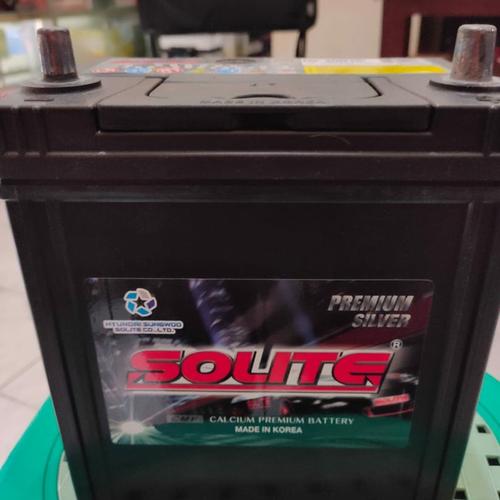 MADE IN KOREA
HYUNDAI SUNGWOO
SOLITE CO.,LTD.
PREMIUM
SILVER
SOLITE ®
CALCIUM PREMIUM BATTERY
MADE IN KOREA